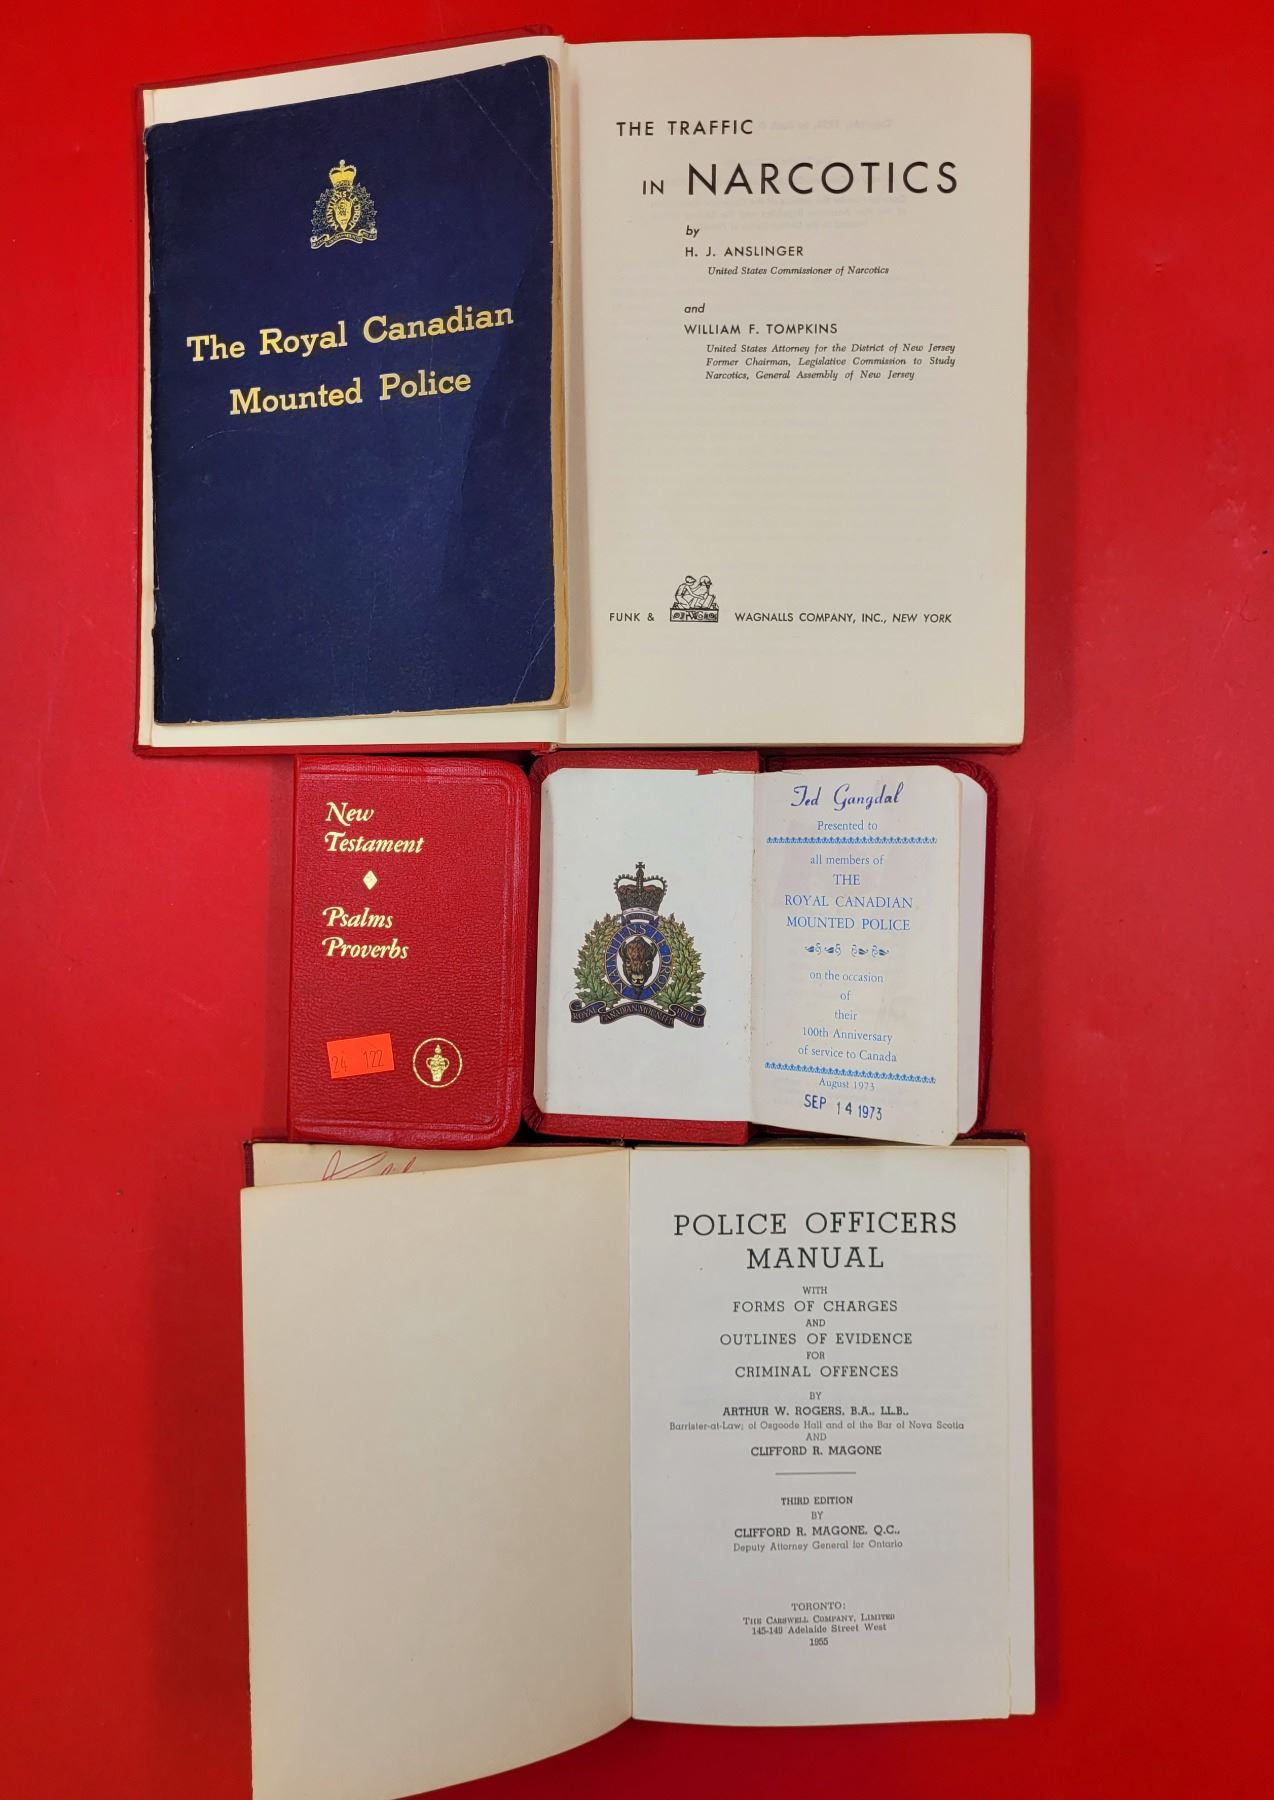 The Royal Canadian
Mounted Police
THE TRAFFIC
IN NARCOTICS
by
H. J. ANSLINGER
United States Commissioner of Narcotics
and
WILLIAM F. TOMPKINS
United States Attorney for the District of New Jersey
Former Chairman, Legislative Commission to Study
Narcotics, General Assembly of New Jersey
FUNK & WAGNALLS COMPANY, INC., NEW YORK
New
Testament
Psalms
Proverbs
24 122
MAINTIENS LE DROIT
ROYAL CANADIAN MOUNTED POLICE
Ted Gangdal
Presented to
all members of
THE
ROYAL CANADIAN
MOUNTED POLICE
on the occasion
of
their
100th Anniversary
of service to Canada
August 1973
SEP 14 1973
POLICE OFFICERS
MANUAL
WITH
FORMS OF CHARGES
AND
OUTLINES OF EVIDENCE
FOR
CRIMINAL OFFENCES
BY
ARTHUR W. ROGERS, B.A., LL.B.,
Barrister-at-Law; of Osgoode Hall and of the Bar of Nova Scotia
AND
CLIFFORD R. MAGONE
THIRD EDITION
BY
CLIFFORD R. MAGONE, Q.C.,
Deputy Attorney General for Ontario
TORONTO:
THE CARSWELL COMPANY, LIMITED
145-149 Adelaide Street West
1955